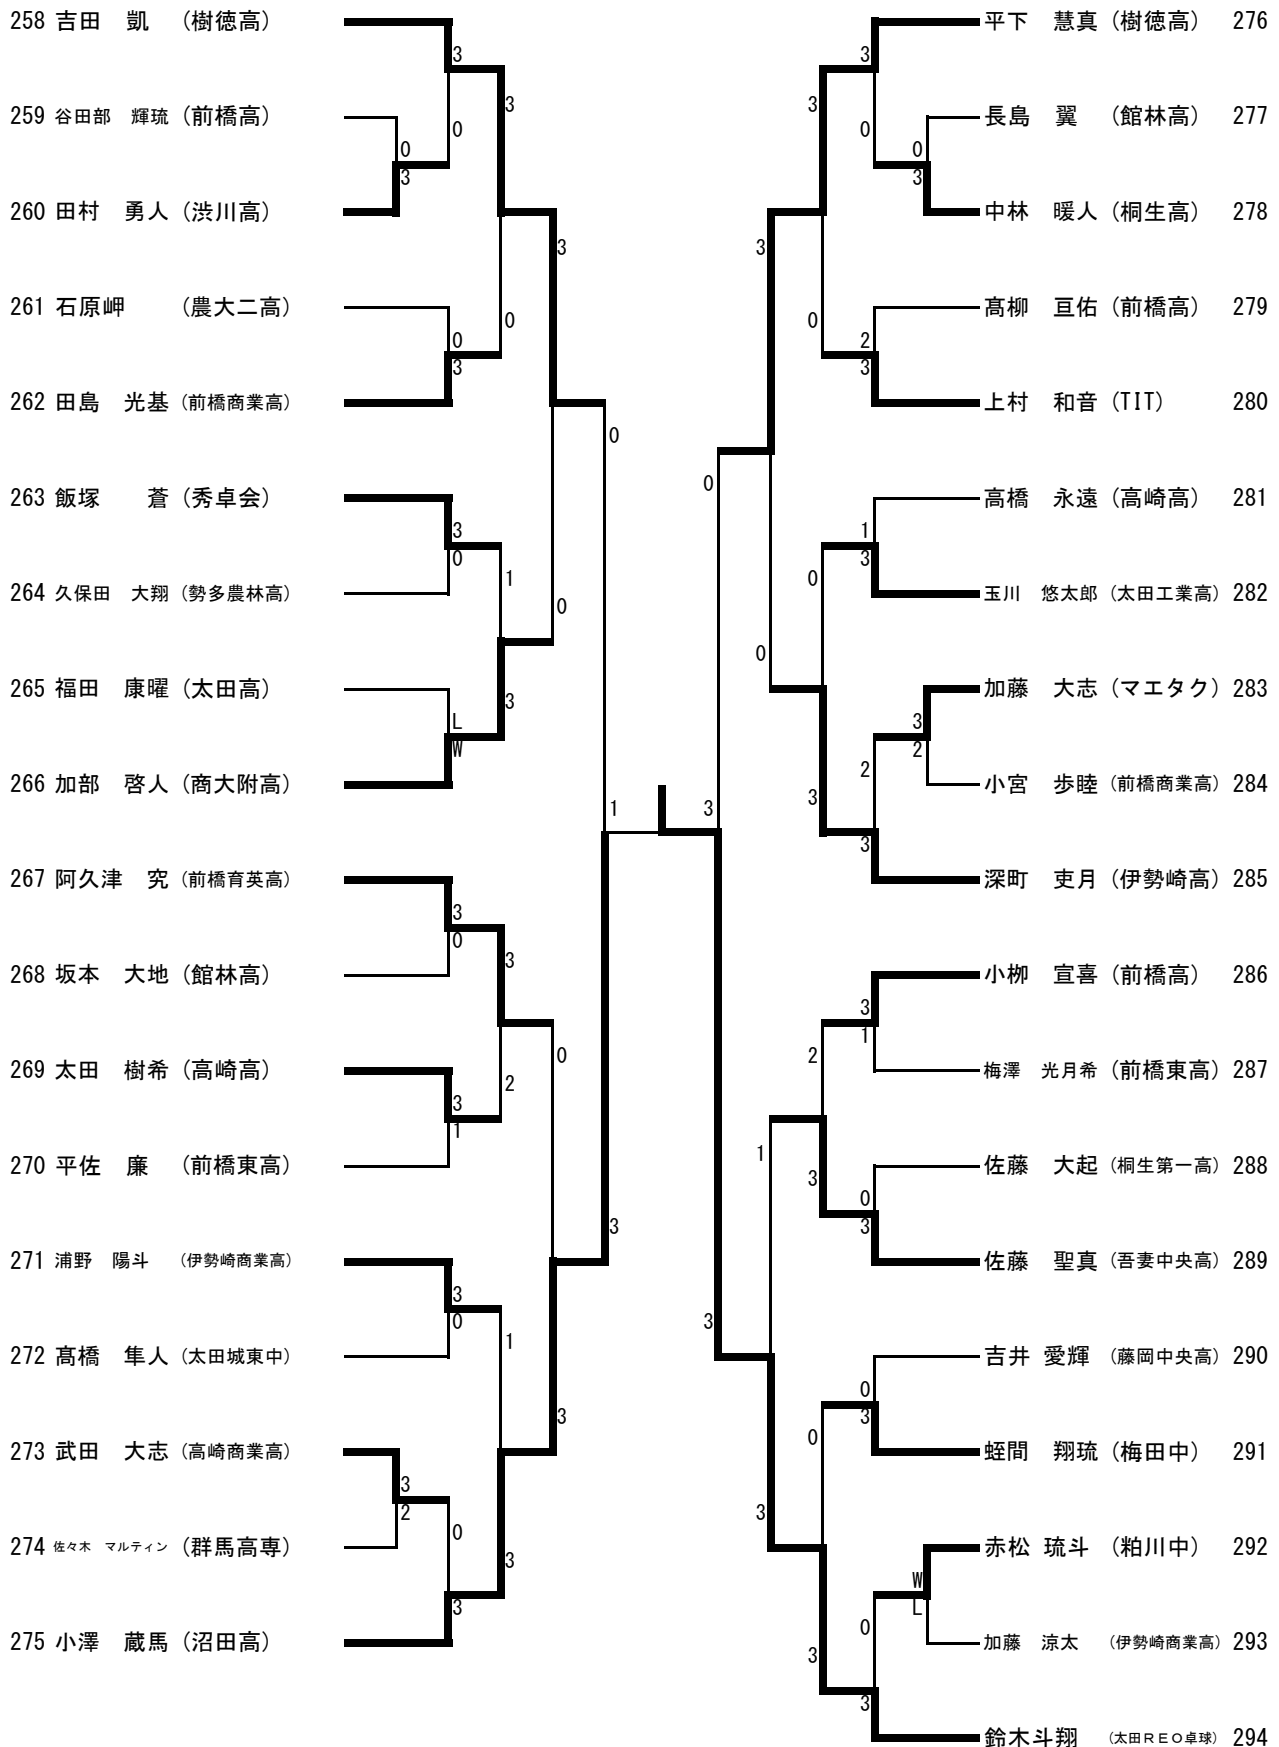 258 吉田　凱　(樹徳高)
3
3
259 谷田部　輝琉 (前橋高)
0
0
3
260 田村　勇人 (渋川高)
3
261 石原岬　　(農大二高)
0
0
3
262 田島　光基 (前橋商業高)
0
263 飯塚　　蒼 (秀卓会)
3
0
1
264 久保田　大翔 (勢多農林高)
0
265 福田　康曜 (太田高)
3
L
W
266 加部　啓人 (商大附高)
1
267 阿久津　究 (前橋育英高)
3
0
3
268 坂本　大地 (館林高)
0
269 太田　樹希 (高崎高)
2
3
1
270 平佐　廉　(前橋東高)
3
271 浦野　陽斗　(伊勢崎商業高)
3
0
1
272 髙橋　隼人 (太田城東中)
3
273 武田　大志 (高崎商業高)
3
2
0
274 佐々木　マルティン (群馬高専)
3
3
275 小澤　蔵馬 (沼田高)
平下　慧真 (樹徳高)　276
3
3
長島　翼　(館林高)　277
0
0
3
中林　暖人 (桐生高)　278
3
髙柳　亘佑 (前橋高)　279
0
2
3
上村　和音 (TIT)　280
0
高橋　永遠 (高崎高)　281
1
3
0
玉川　悠太郎 (太田工業高) 282
0
加藤　大志 (マエタク) 283
3
2
2
小宮　歩睦 (前橋商業高) 284
3
3
3
深町　吏月 (伊勢崎高) 285
小栁　宣喜 (前橋高)　286
3
1
2
梅澤　光月希 (前橋東高) 287
1
佐藤　大起 (桐生第一高) 288
3
0
3
佐藤　聖真 (吾妻中央高) 289
3
吉井 愛輝　(藤岡中央高) 290
0
3
0
蛭間　翔琉 (梅田中)　291
3
赤松 琉斗　(粕川中)　292
W
L
0
加藤　涼太　(伊勢崎商業高) 293
3
3
鈴木斗翔　(太田ＲＥＯ卓球) 294